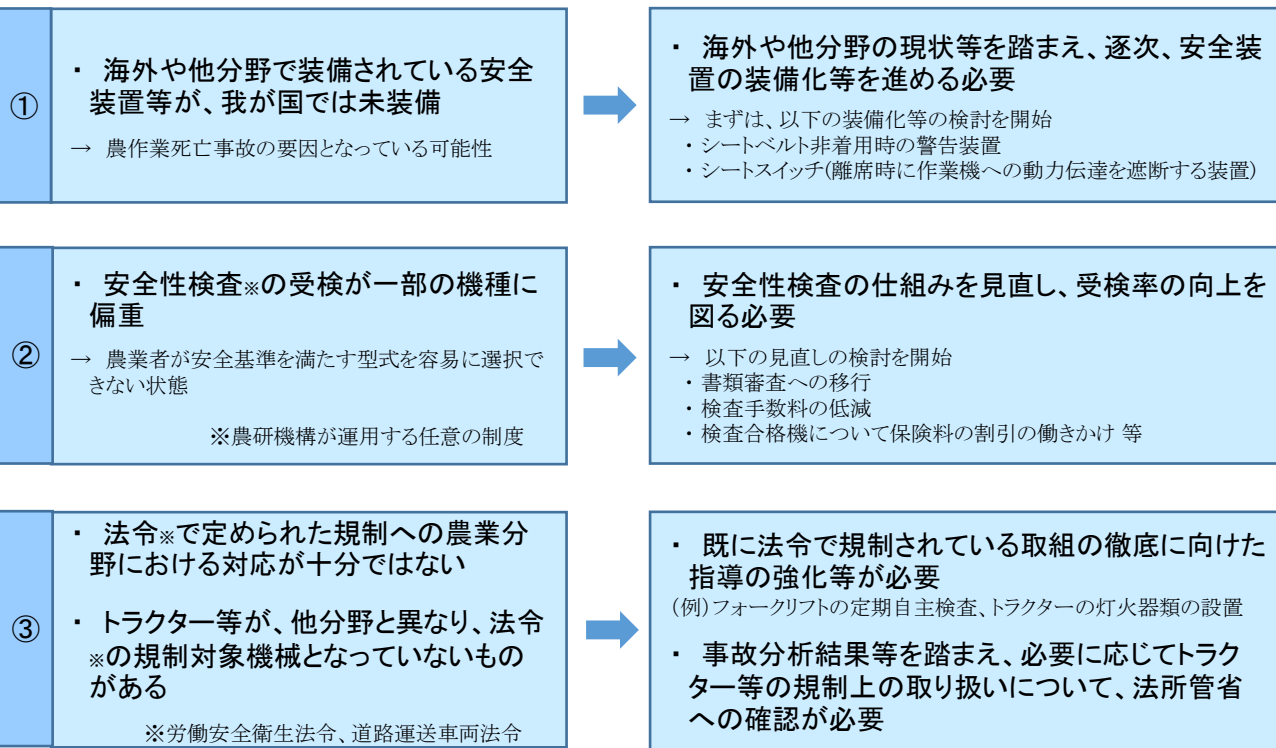 ①
・ 海外や他分野で装備されている安全
装置等が、我が国では未装備
→ 農作業死亡事故の要因となっている可能性
・ 海外や他分野の現状等を踏まえ、逐次、安全装
置の装備化等を進める必要
→ まずは、以下の装備化等の検討を開始
・シートベルト非着用時の警告装置
・シートスイッチ(離席時に作業機への動力伝達を遮断する装置)
②
・ 安全性検査※の受検が一部の機種に
偏重
→ 農業者が安全基準を満たす型式を容易に選択で
きない状態
※農研機構が運用する任意の制度
・ 安全性検査の仕組みを見直し、受検率の向上を
図る必要
→ 以下の見直しの検討を開始
・書類審査への移行
・検査手数料の低減
・検査合格機について保険料の割引の働きかけ 等
③
・ 法令※で定められた規制への農業分
野における対応が十分ではない
・ トラクター等が、他分野と異なり、法令
※の規制対象機械となっていないもの
がある
※労働安全衛生法令、道路運送車両法令
・ 既に法令で規制されている取組の徹底に向けた
指導の強化等が必要
(例)フォークリフトの定期自主検査、トラクターの灯火器類の設置
・ 事故分析結果等を踏まえ、必要に応じてトラク
ター等の規制上の取り扱いについて、法所管省
への確認が必要